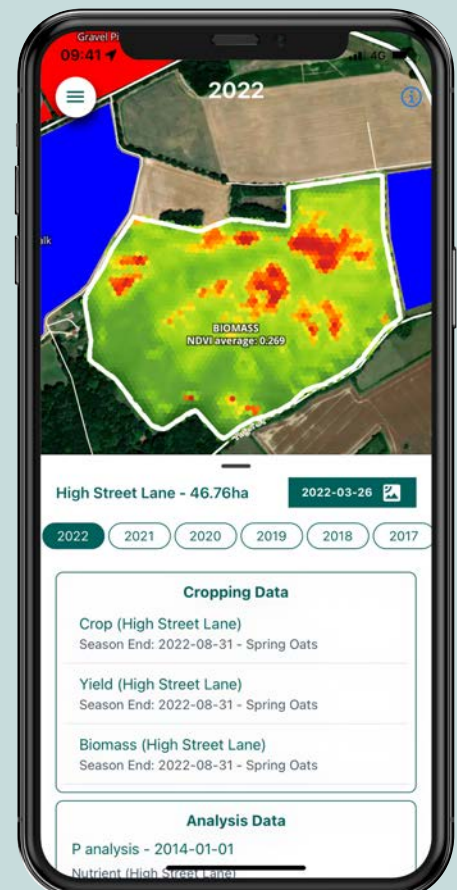 Gravel Pi
09:41
4G
2022
alk
BIOMASS
NDVI average: 0.269
High Street Lane - 46.76ha
2022-03-26
2022
2021
2020
2019
2018
2017
Cropping Data
Crop (High Street Lane)
Season End: 2022-08-31 - Spring Oats
Yield (High Street Lane)
Season End: 2022-08-31 - Spring Oats
Biomass (High Street Lane)
Season End: 2022-08-31 - Spring Oats
Analysis Data
P analysis - 2014-01-01
Nutrient (High Street Lane)